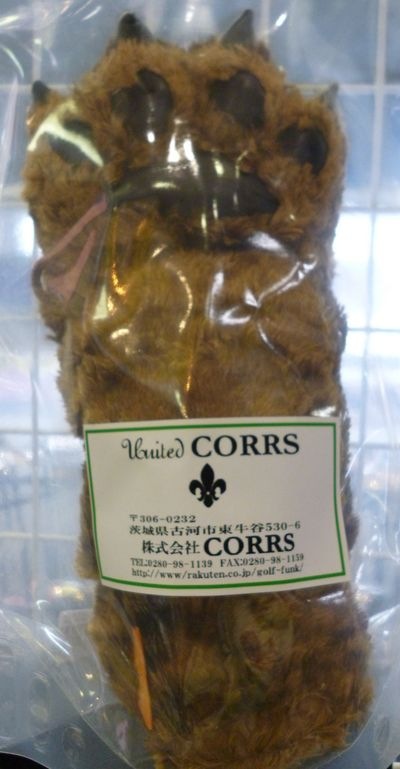 United CORRS
〒306-0232
茨城県古河市東牛谷530-6
株式会社 CORRS
TEL:0280-98-1139 FAX:0280-98-1159
http://www.rakuten.co.jp/golf-funk/